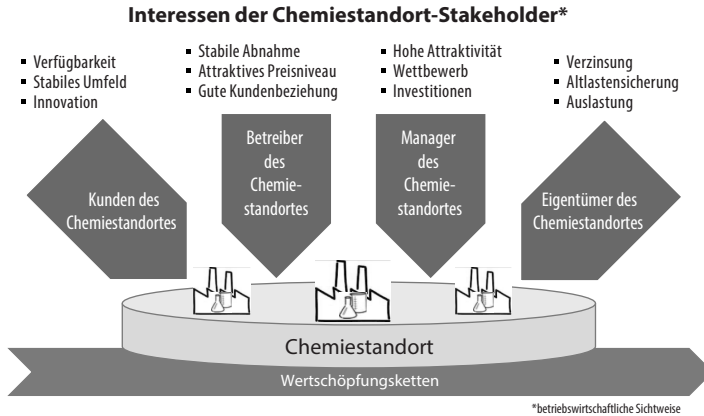 Interessen der Chemiestandort-Stakeholder*
▪ Verfügbarkeit
▪ Stabiles Umfeld
▪ Innovation
▪ Stabile Abnahme
▪ Attraktives Preisniveau
▪ Gute Kundenbeziehung
▪ Hohe Attraktivität
▪ Wettbewerb
▪ Investitionen
▪ Verzinsung
▪ Altlastensicherung
▪ Auslastung
Kunden des
Chemiestandortes
Betreiber
des
Chemie-
standortes
Manager
des
Chemie-
standortes
Eigentümer des
Chemiestandortes
Chemiestandort
Wertschöpfungsketten
*betriebswirtschaftliche Sichtweise